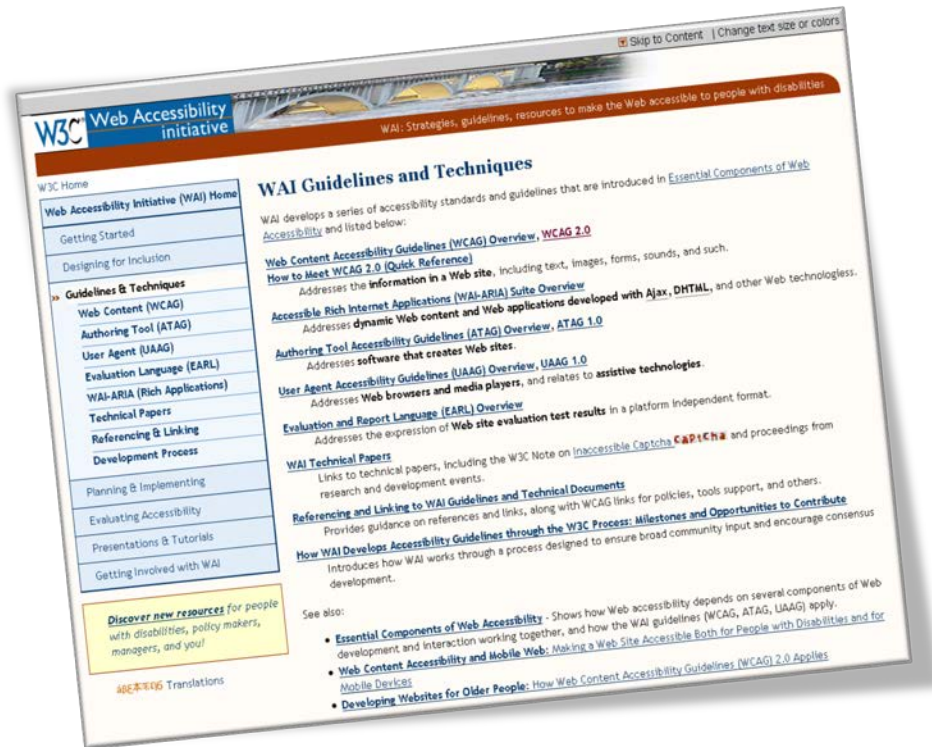 Skip to Content | Change text size or colors
W3C Web Accessibility
initiative
WAI: Strategies, guidelines, resources to make the Web accessible to people with disabilities
W3C Home
Web Accessibility Initiative (WAI) Home
Getting Started
Designing for Inclusion
» Guidelines & Techniques
Web Content (WCAG)
Authoring Tool (ATAG)
User Agent (UAAG)
Evaluation Language (EARL)
WAI-ARIA (Rich Applications)
Technical Papers
Referencing & Linking
Development Process
Planning & Implementing
Evaluating Accessibility
Presentations & Tutorials
Getting Involved with WAI
Discover new resources for people
with disabilities, policy makers,
managers, and you!
Translations
WAI Guidelines and Techniques
WAI develops a series of accessibility standards and guidelines that are introduced in Essential Components of Web
Accessibility and listed below:
Web Content Accessibility Guidelines (WCAG) Overview, WCAG 2.0
How to Meet WCAG 2.0 (Quick Reference)
Addresses the information in a Web site, including text, images, forms, sounds, and such.
Accessible Rich Internet Applications (WAI-ARIA) Suite Overview
Addresses dynamic Web content and Web applications developed with Ajax, DHTML, and other Web technologiess.
Authoring Tool Accessibility Guidelines (ATAG) Overview, ATAG 1.0
Addresses software that creates Web sites.
User Agent Accessibility Guidelines (UAAG) Overview, UAAG 1.0
Addresses Web browsers and media players, and relates to assistive technologies.
Evaluation and Report Language (EARL) Overview
Addresses the expression of Web site evaluation test results in a platform independent format.
WAI Technical Papers
Links to technical papers, including the W3C Note on Inaccessible Captcha CaPtCha and proceedings from
research and development events.
Referencing and Linking to WAI Guidelines and Technical Documents
Provides guidance on references and links, along with WCAG links for policies, tools support, and others.
How WAI Develops Accessibility Guidelines through the W3C Process: Milestones and Opportunities to Contribute
Introduces how WAI works through a process designed to ensure broad community input and encourage consensus
development.
See also:
• Essential Components of Web Accessibility - Shows how Web accessibility depends on several components of Web
development and interaction working together, and how the WAI guidelines (WCAG, ATAG, UAAG) apply.
• Web Content Accessibility and Mobile Web: Making a Web Site Accessible Both for People with Disabilities and for
Mobile Devices
• Developing Websites for Older People: How Web Content Accessibility Guidelines (WCAG) 2.0 Applies